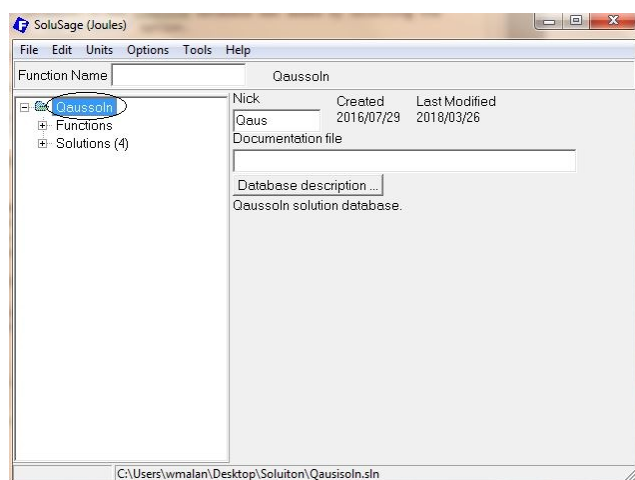 SoluSage (Joules)
File Edit Units Options Tools Help
Function Name
Qaussoln
Qaussoln
Functions
Solutions (4)
Nick Created Last Modified
Qaus 2016/07/29 2018/03/26
Documentation file
Database description ...
Qaussoln solution database.
C:\Users\wmalan\Desktop\Soluiton\Qausisoln.sln